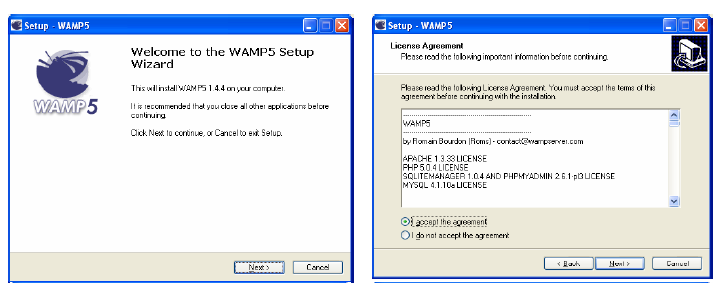 Setup - WAMP5
Welcome to the WAMP5 Setup
Wizard
This will install WAMP5 1.4.4 on your computer.
It is recommended that you close all other applications before
continuing.
Click Next to continue, or Cancel to exit Setup.
WAMP5
Next >
Cancel
Setup - WAMP5
License Agreement
Please read the following important information before continuing.
Please read the following License Agreement. You must accept the terms of this
agreement before continuing with the installation.
WAMP5
by Romain Bourdon (Roms) - contact@wampserver.com
APACHE 1.3.33 LICENSE
PHP 5.0.4 LICENSE
SQLITEMANAGER 1.0.4 AND PHPMYADMIN 2.6.1-pl3 LICENSE
MYSQL 4.1.10a LICENSE
I accept the agreement
I do not accept the agreement
< Back
Next >
Cancel